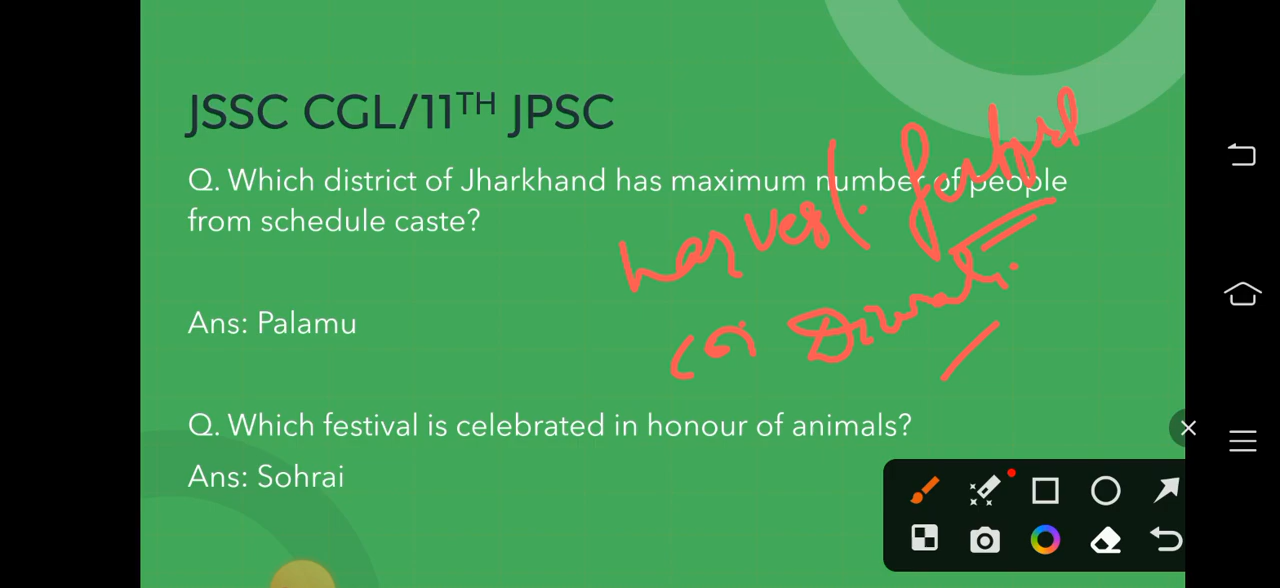 JSSC CGL/11TH JPSC
Q. Which district of Jharkhand has maximum number of people
from schedule caste?
harvest festival
Diwali
Ans: Palamu
Q. Which festival is celebrated in honour of animals?
Ans: Sohrai